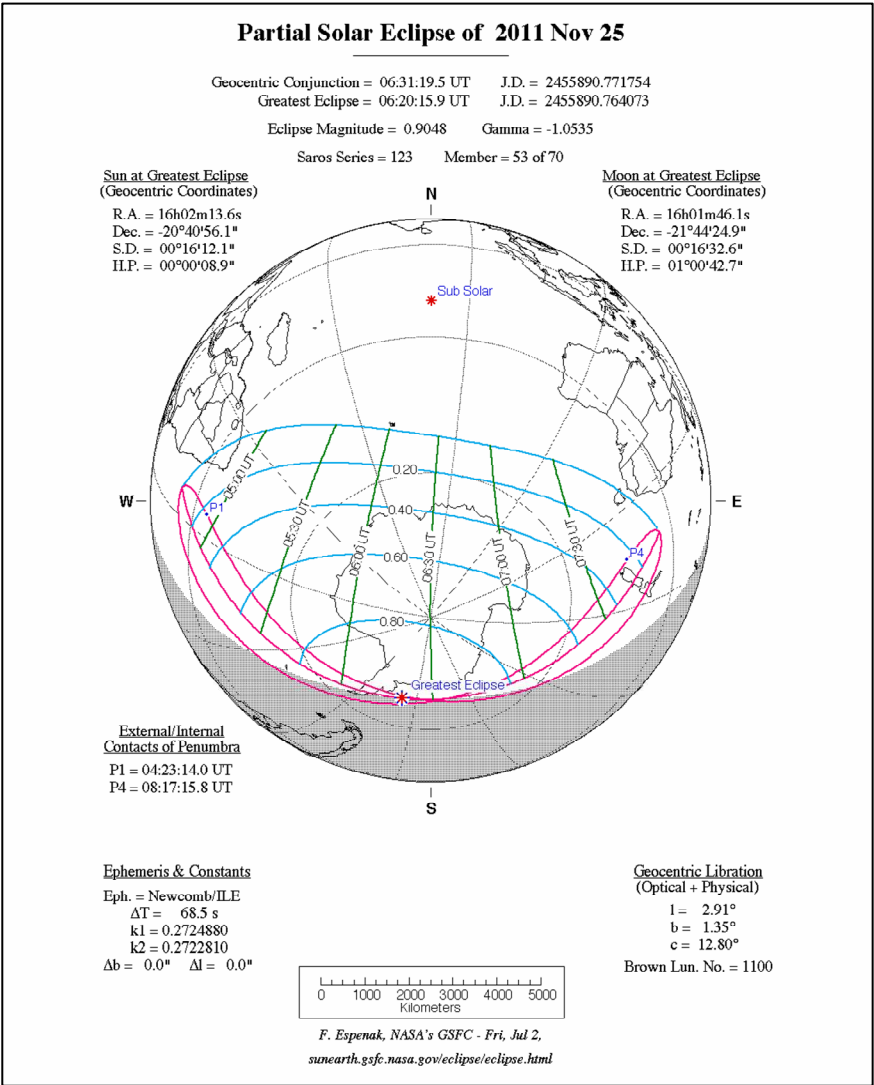 Partial Solar Eclipse of 2011 Nov 25
Geocentric Conjunction = 06:31:19.5 UT J.D. = 2455890.771754
Greatest Eclipse = 06:20:15.9 UT J.D. = 2455890.764073
Eclipse Magnitude = 0.9048 Gamma = -1.0535
Saros Series = 123 Member = 53 of 70
Sun at Greatest Eclipse
(Geocentric Coordinates)
R.A. = 16h02m13.6s
Dec. = -20°40'56.1"
S.D. = 00°16'12.1"
H.P. = 00°00'08.9"
Moon at Greatest Eclipse
(Geocentric Coordinates)
R.A. = 16h01m46.1s
Dec. = -21°44'24.9"
S.D. = 00°16'32.6"
H.P. = 01°00'42.7"
N
Sub Solar
0.20
05:00 UT
W
P1
0.40
E
05:30 UT
06:00 UT
06:30 UT
07:00 UT
07:30 UT
P4
0.60
0.80
Greatest Eclipse
S
External/Internal
Contacts of Penumbra
P1 = 04:23:14.0 UT
P4 = 08:17:15.8 UT
Ephemeris & Constants
Eph. = Newcomb/ILE
ΔT = 68.5 s
k1 = 0.2724880
k2 = 0.2722810
Δb = 0.0" Δl = 0.0"
Geocentric Libration
(Optical + Physical)
l = 2.91°
b = 1.35°
c = 12.80°
Brown Lun. No. = 1100
0 1000 2000 3000 4000 5000
Kilometers
F. Espenak, NASA's GSFC - Fri, Jul 2,
sunearth.gsfc.nasa.gov/eclipse/eclipse.html